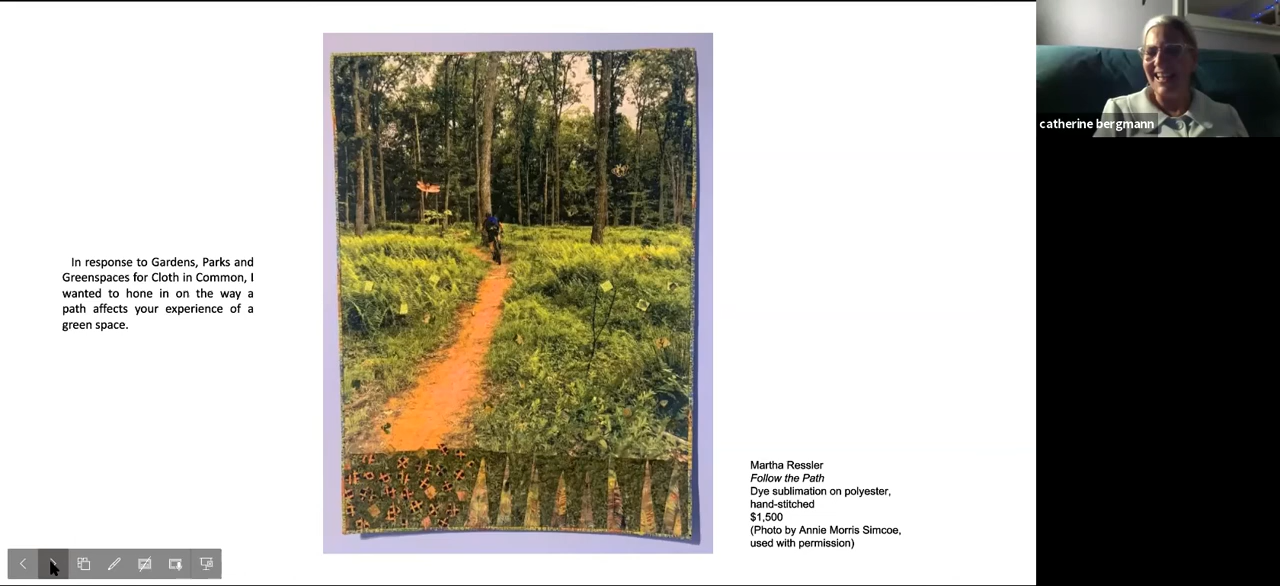 catherine bergmann
In response to Gardens, Parks and
Greenspaces for Cloth in Common, I
wanted to hone in on the way a
path affects your experience of a
green space.
Martha Ressler
Follow the Path
Dye sublimation on polyester,
hand-stitched
$1,500
(Photo by Annie Morris Simcoe,
used with permission)